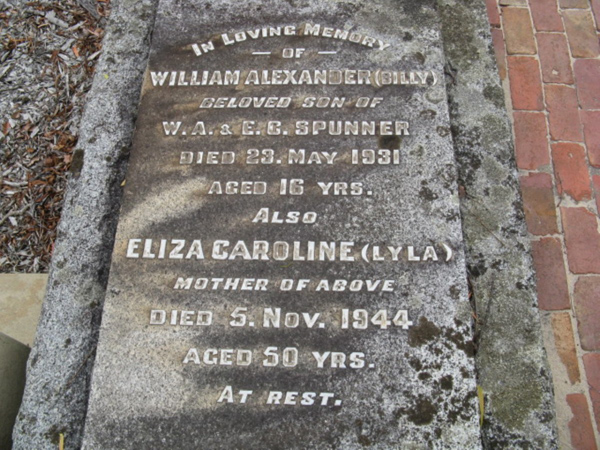 In Loving Memory
— OF —
WILLIAM ALEXANDER (BILLY)
BELOVED SON OF
W. A. & E. C. SPUNNER
DIED 23. MAY 1931
AGED 16 YRS.
ALSO
ELIZA CAROLINE (LYLA)
MOTHER OF ABOVE
DIED 5. NOV. 1944
AGED 50 YRS.
AT REST.